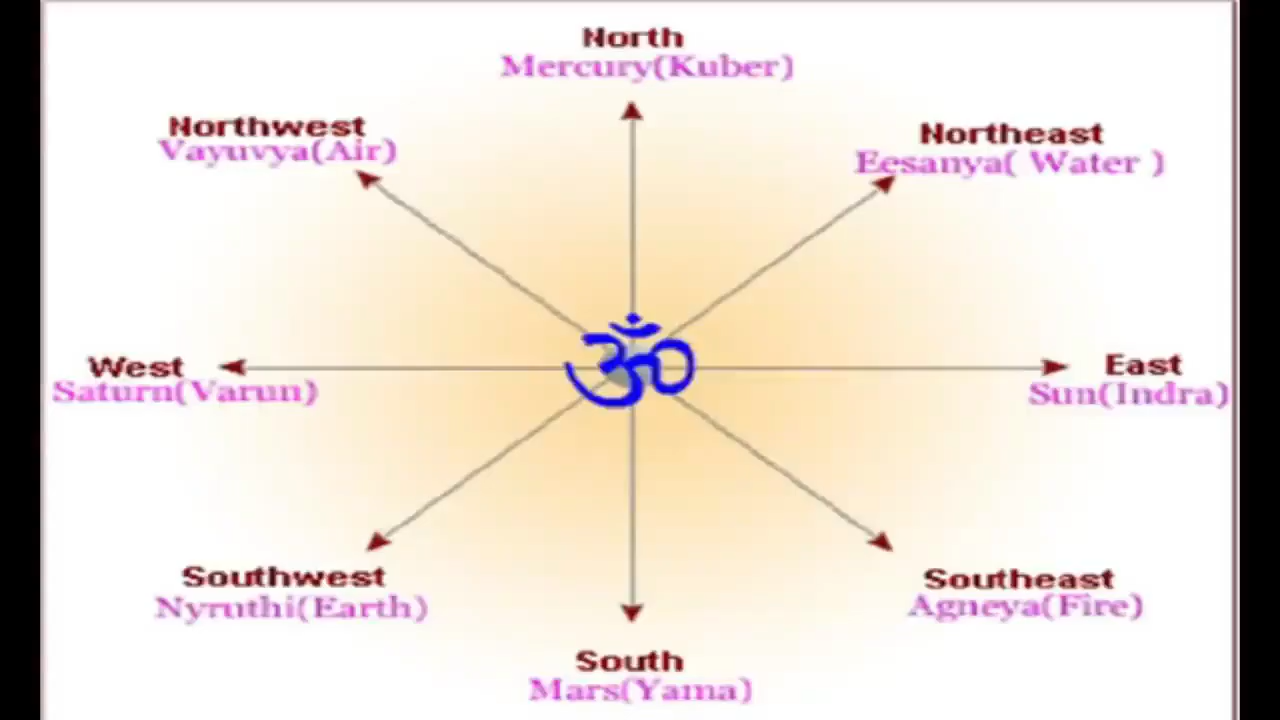 North
Mercury(Kuber)
Northwest
Vayuvya(Air)
Northeast
Eesanya( Water )
ॐ
West
Saturn(Varun)
East
Sun(Indra)
Southwest
Nyruthi(Earth)
Southeast
Agneya(Fire)
South
Mars(Yama)